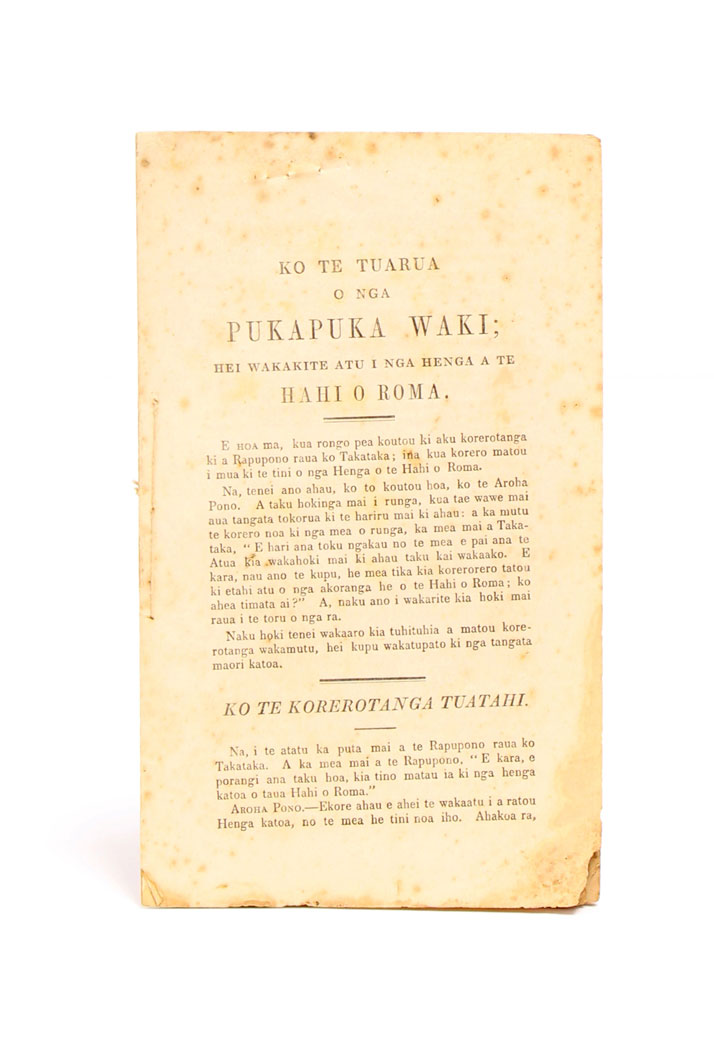 KO TE TUARUA
O NGA
PUKAPUKA WAKI;
HEI WAKAKITE ATU I NGA HENGA A TE
HAHI O ROMA.
E HOA ma, kua rongo pea koutou ki aku korerotanga
ki a Rapupono raua ko Takataka; ina kua korero matou
i mua ki te tini o nga Henga o te Hahi o Roma.
Na, tenei ano ahau, ko to koutou hoa, ko te Aroha
Pono. A taku hokinga mai i runga, kua tae wawe mai
aua tangata tokorua ki te hariru mai ki ahau: a ka mutu
te korero noa ki nga mea o runga, ka mea mai a Taka-
taka, “ E hari ana toku ngakau no te mea e pai ana te
Atua kia wakahoki mai ki ahau taku kai wakaako. E
kara, nau ano te kupu, he mea tika kia korerorero tatou
ki etahi atu o nga akoranga he o te Hahi o Roma; ko
ahea timata ai?” A, naku ano i wakarite kia hoki mai
raua i te toru o nga ra.
Naku hoki tenei wakaaro kia tuhituhia a matou kore-
rotanga wakamutu, hei kupu wakatupato ki nga tangata
maori katoa.
KO TE KOREROTANGA TUATAHI.
Na, i te atatu ka puta mai a te Rapupono raua ko
Takataka. A ka mea mai a te Rapupono, “ E kara, e
porangi ana taku hoa, kia tino matau ia ki nga henga
katoa o taua Hahi o Roma.”
AROHA PONO.—Ekore ahau e ahei te wakaatu i a ratou
Henga katoa, no te mea he tini noa iho. Ahakoa ra,